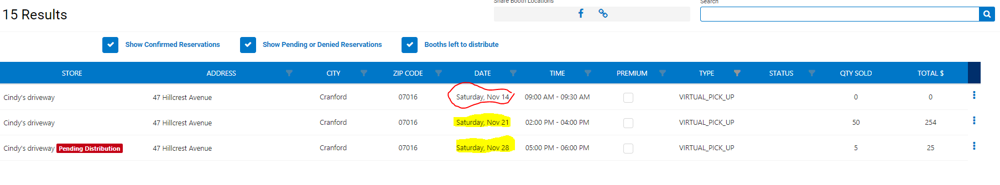 Share Booth Locations
Search
15 Results
Show Confirmed Reservations Show Pending or Denied Reservations Booths left to distribute
STORE ADDRESS CITY ZIP CODE DATE TIME PREMIUM TYPE STATUS QTY SOLD TOTAL $
Cindy's driveway 47 Hillcrest Avenue Cranford 07016 Saturday, Nov 14 09:00 AM - 09:30 AM VIRTUAL_PICK_UP 0 0
Cindy's driveway 47 Hillcrest Avenue Cranford 07016 Saturday, Nov 21 02:00 PM - 04:00 PM VIRTUAL_PICK_UP 50 254
Cindy's driveway Pending Distribution 47 Hillcrest Avenue Cranford 07016 Saturday, Nov 28 05:00 PM - 06:00 PM VIRTUAL_PICK_UP 5 25